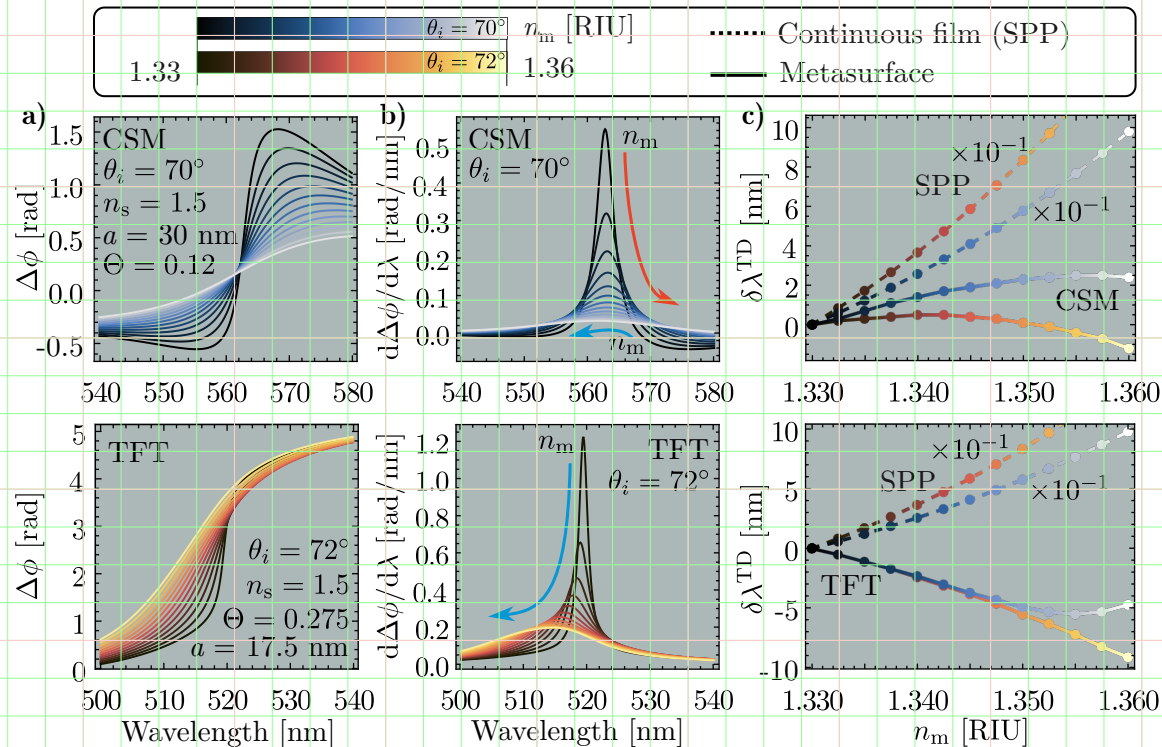 θi = 70° nm [RIU]
1.33 θi = 72° 1.36
Continuous film (SPP)
Metasurface
a)
CSM
θi = 70°
ns = 1.5
a = 30 nm
Θ = 0.12
Δϕ [rad]
1.5
1.0
0.5
0.0
-0.5
540 550 560 570 580
b)
CSM
θi = 70°
nm
nm
dΔϕ/dλ [rad/nm]
0.5
0.4
0.3
0.2
0.1
0.0
540 550 560 570 580
c)
×10⁻¹
SPP
×10⁻¹
CSM
δλTD [nm]
10
8
6
4
2
0
1.330 1.340 1.350 1.360
TFT
θi = 72°
ns = 1.5
Θ = 0.275
a = 17.5 nm
Δϕ [rad]
5
4
3
2
1
0
500 510 520 530 540
Wavelength [nm]
nm
TFT
θi = 72°
dΔϕ/dλ [rad/nm]
1.2
1.0
0.8
0.6
0.4
0.2
0.0
500 510 520 530 540
Wavelength [nm]
×10⁻¹
SPP
×10⁻¹
TFT
δλTD [nm]
10
5
0
-5
-10
1.330 1.340 1.350 1.360
nm [RIU]